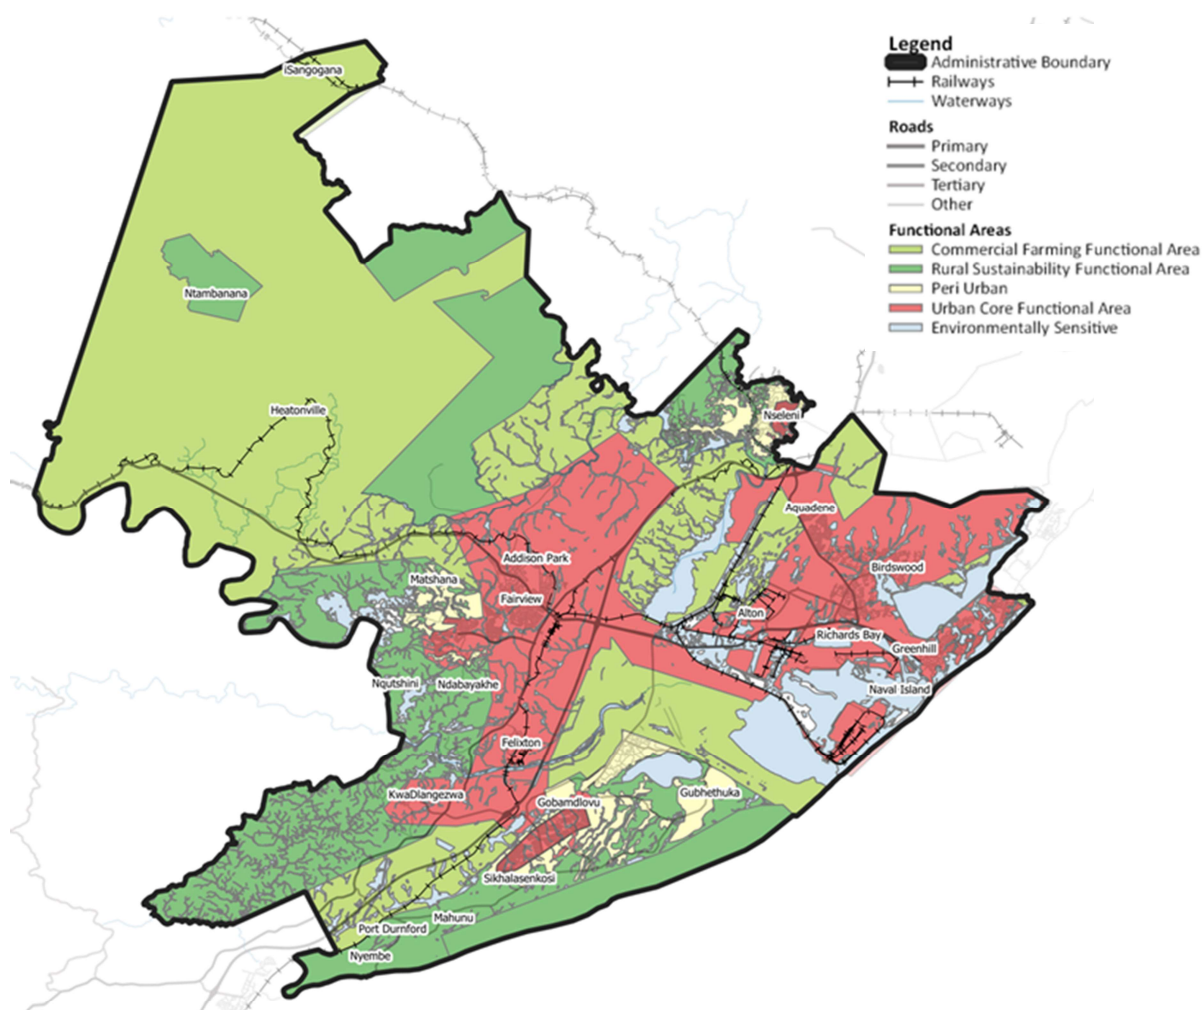 Legend
Administrative Boundary
Railways
Waterways
Roads
Primary
Secondary
Tertiary
Other
Functional Areas
Commercial Farming Functional Area
Rural Sustainability Functional Area
Peri Urban
Urban Core Functional Area
Environmentally Sensitive
iSangogana
Ntambanana
Heatonville
Nseleni
Aquadene
Addison Park
Birdswood
Matshana
Fairview
Alton
Richards Bay
Greenhill
Nqutshini
Ndabayakhe
Naval Island
Felixton
KwaDlangezwa
Gobamdlovu
Gubhethuka
Sikhalasenkosi
Mahunu
Port Durnford
Nyembe